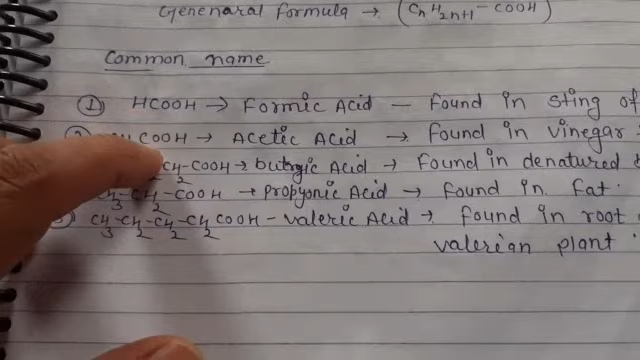 Genenaral formula → (CnH2n+1 - COOH)
Common name
① HCOOH → Formic Acid — Found in sting of
COOH → Acetic Acid → Found in vinegar
CH2-COOH → butyric Acid → Found in denatured
CH3-CH2-COOH → propyonic Acid → Found in Fat.
CH3-CH2-CH2-CH2COOH - valeric Acid → Found in root
valerian plant.